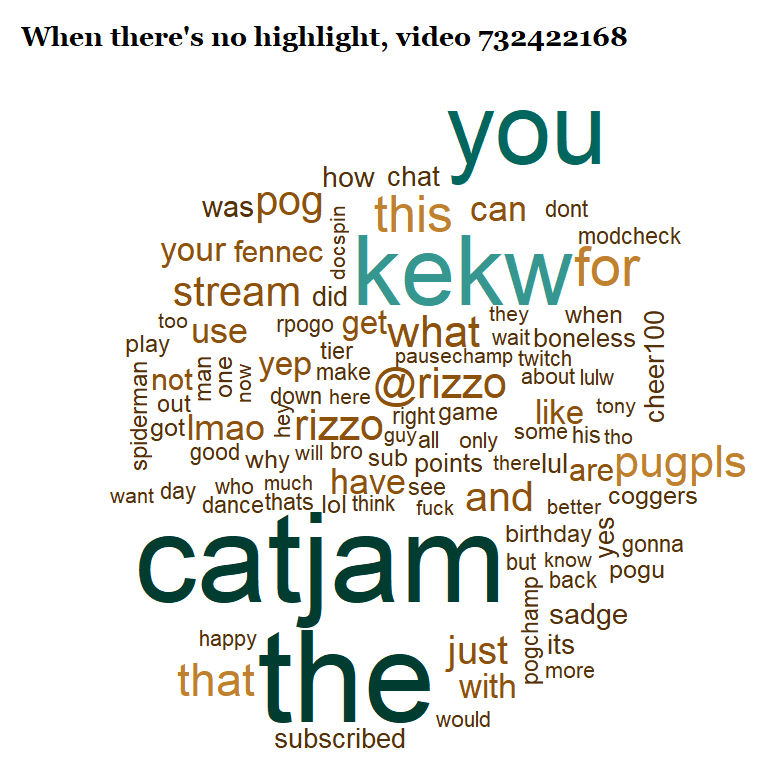 When there's no highlight, video 732422168
you
how chat
was pog this can dont
docspin
modcheck
your fennec kekw for
stream did
too use rpogo get what they when
wait boneless
cheer100
play tier pausechamp twitch
yep make @rizzo about lulw
not man one now
spiderman
out down here like tony
got lmao hey rizzo right game
guy all only some his tho
good why will bro sub points there lul are pugpls
want day who much have see and coggers
dance thats lol think fuck better
catjam birthday yes gonna
but know
back pogu
pogchamp
sadge
happy the just its
that with more
would
subscribed